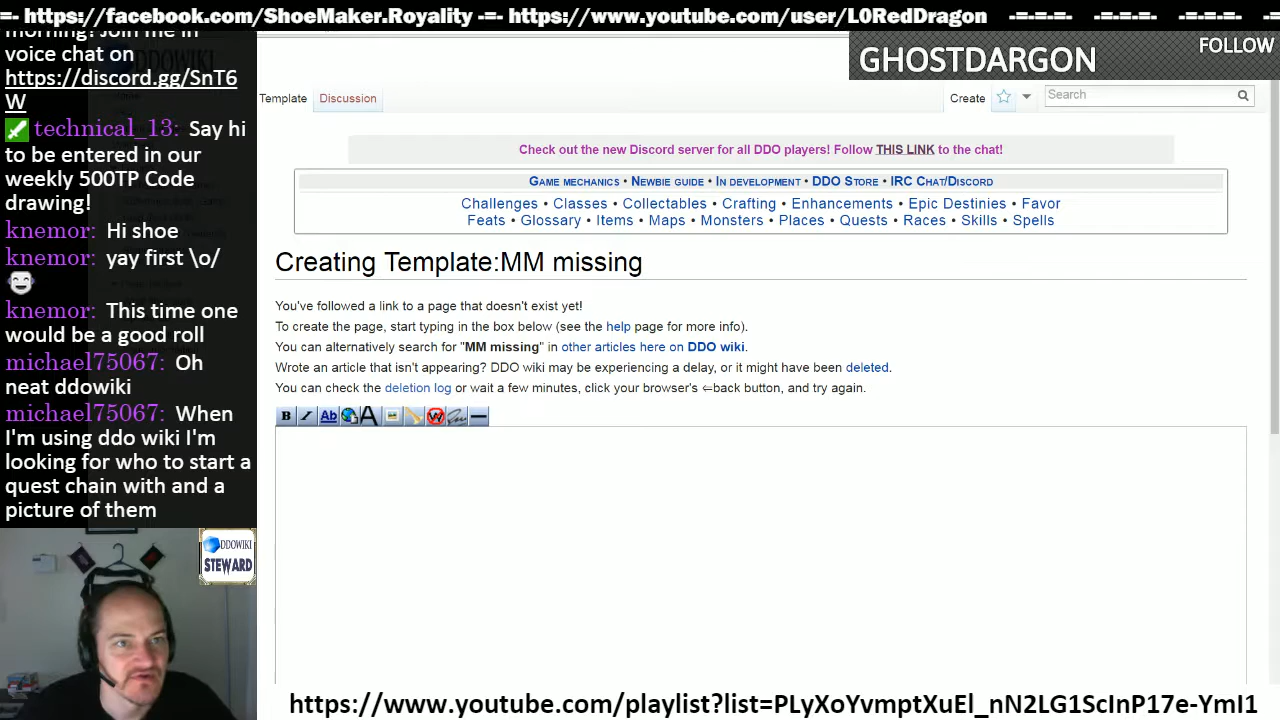 =- https://facebook.com/ShoeMaker.Royality -=- https://www.youtube.com/user/L0RedDragon -=-=-=- -=-=-=- -=-=-=-
morning! Join me in
voice chat on
https://discord.gg/SnT6
W
technical_13: Say hi
to be entered in our
weekly 500TP Code
drawing!
knemor: Hi shoe
knemor: yay first \o/
knemor: This time one
would be a good roll
michael75067: Oh
neat ddowiki
michael75067: When
I'm using ddo wiki I'm
looking for who to start a
quest chain with and a
picture of them
DDOWIKI
STEWARD
GHOSTDARGON
FOLLOW
Template Discussion Create Search
Check out the new Discord server for all DDO players! Follow THIS LINK to the chat!
Game mechanics • Newbie guide • In development • DDO Store • IRC Chat/Discord
Challenges • Classes • Collectables • Crafting • Enhancements • Epic Destinies • Favor
Feats • Glossary • Items • Maps • Monsters • Places • Quests • Races • Skills • Spells
Creating Template:MM missing
You've followed a link to a page that doesn't exist yet!
To create the page, start typing in the box below (see the help page for more info).
You can alternatively search for "MM missing" in other articles here on DDO wiki.
Wrote an article that isn't appearing? DDO wiki may be experiencing a delay, or it might have been deleted.
You can check the deletion log or wait a few minutes, click your browser's ⇐back button, and try again.
B I Ab A W
https://www.youtube.com/playlist?list=PLyXoYvmptXuEl_nN2LG1ScInP17e-YmI1